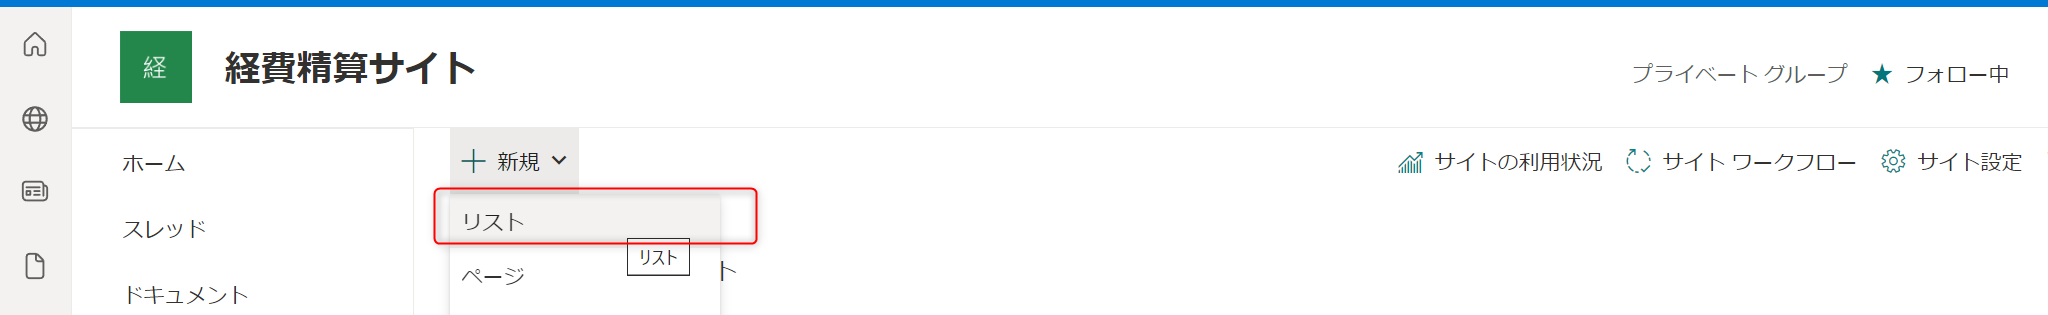 経
経費精算サイト
プライベート グループ ★ フォロー中
ホーム
スレッド
ドキュメント
+ 新規
サイトの利用状況
サイト ワークフロー
サイト設定
リスト
リスト
ページ
ト